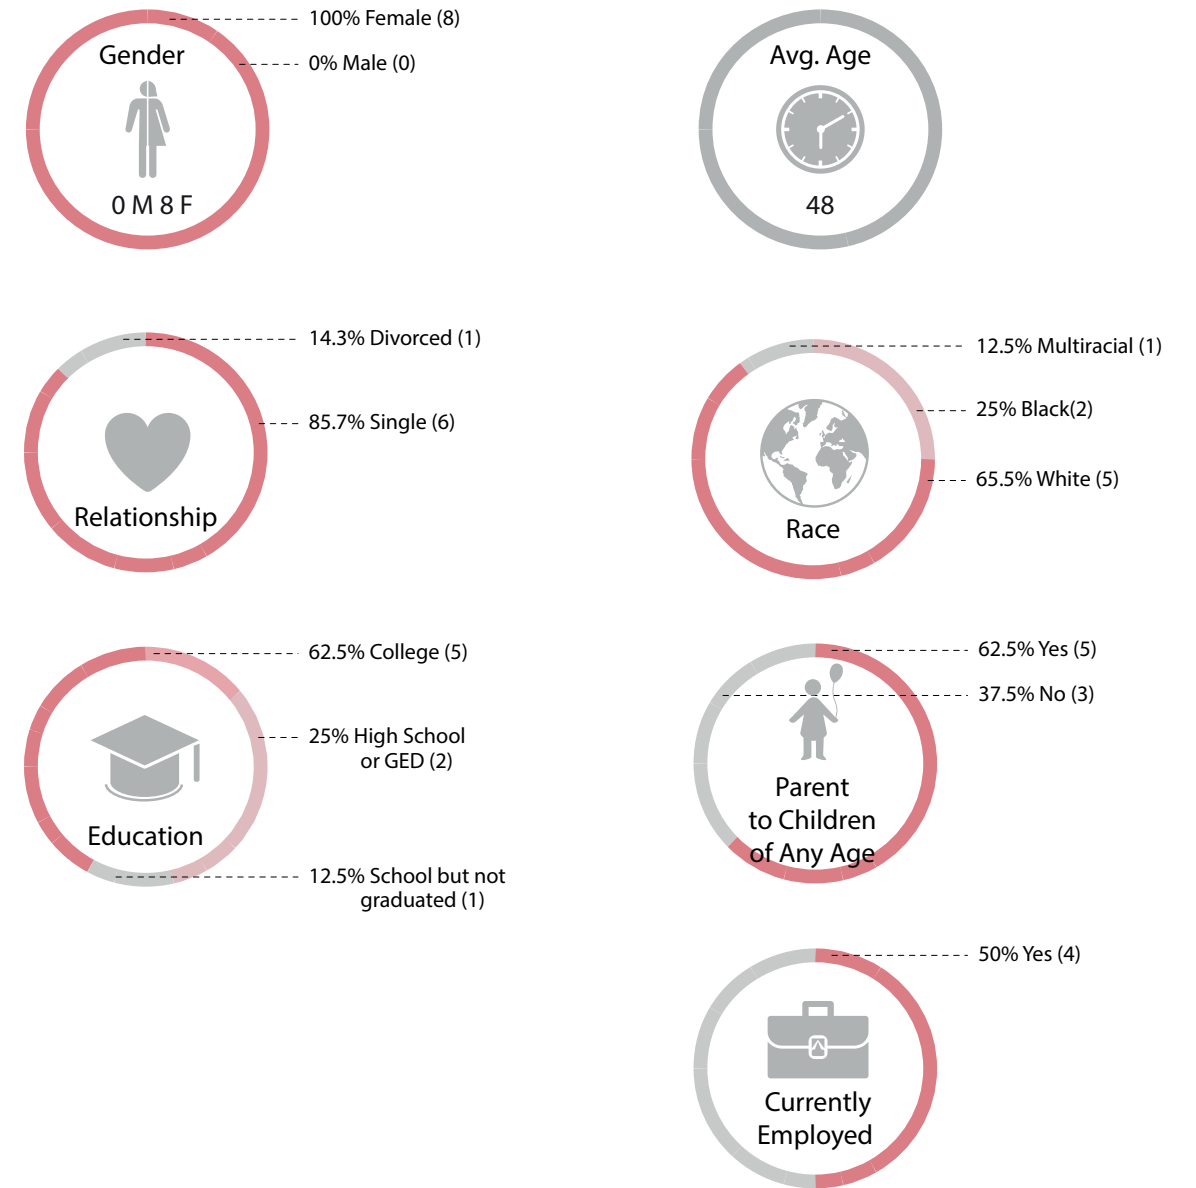 Gender
0 M 8 F
100% Female (8)
0% Male (0)
Avg. Age
48
Relationship
14.3% Divorced (1)
85.7% Single (6)
Race
12.5% Multiracial (1)
25% Black(2)
65.5% White (5)
Education
62.5% College (5)
25% High School
or GED (2)
12.5% School but not
graduated (1)
Parent
to Children
of Any Age
62.5% Yes (5)
37.5% No (3)
Currently
Employed
50% Yes (4)